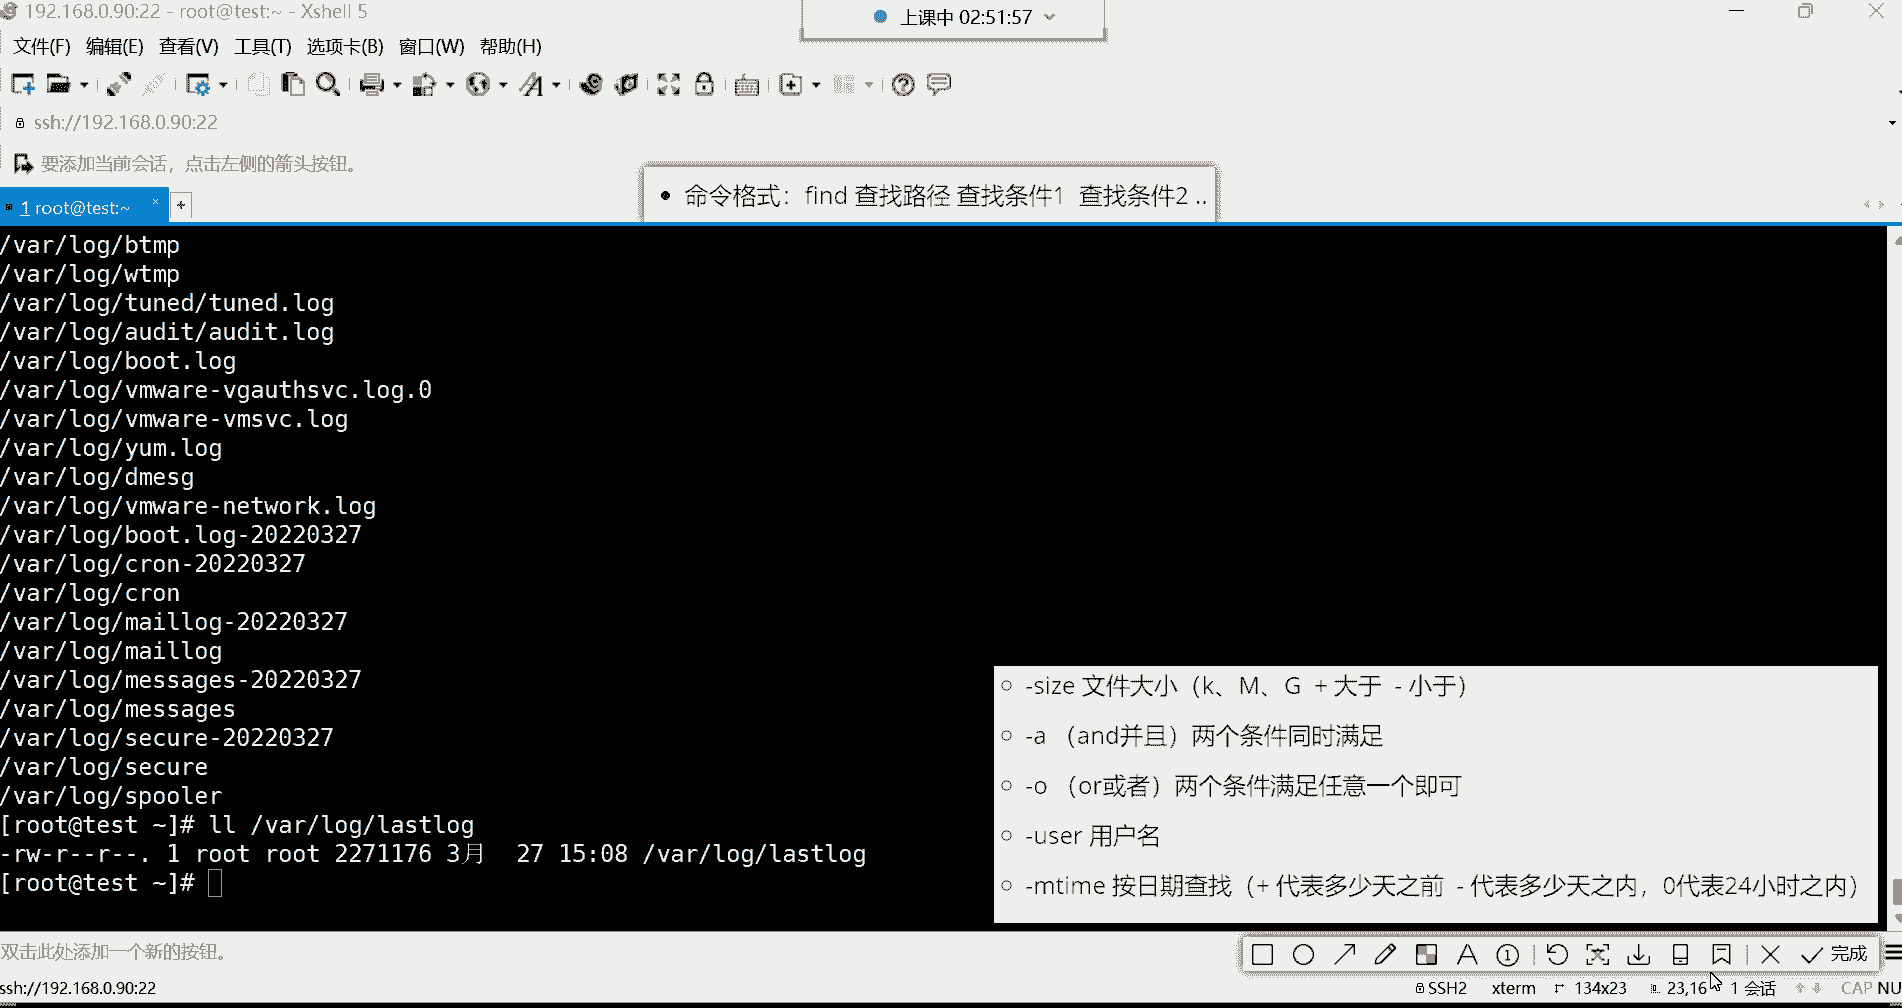 192.168.0.90:22 - root@test:~ - Xshell 5
上课中 02:51:57
文件(F) 编辑(E) 查看(V) 工具(T) 选项卡(B) 窗口(W) 帮助(H)
ssh://192.168.0.90:22
要添加当前会话，点击左侧的箭头按钮。
• 命令格式：find 查找路径 查找条件1 查找条件2 ..
1 root@test:~ × +
/var/log/btmp
/var/log/wtmp
/var/log/tuned/tuned.log
/var/log/audit/audit.log
/var/log/boot.log
/var/log/vmware-vgauthsvc.log.0
/var/log/vmware-vmsvc.log
/var/log/yum.log
/var/log/dmesg
/var/log/vmware-network.log
/var/log/boot.log-20220327
/var/log/cron-20220327
/var/log/cron
/var/log/maillog-20220327
/var/log/maillog
/var/log/messages-20220327
/var/log/messages
/var/log/secure-20220327
/var/log/secure
/var/log/spooler
[root@test ~]# ll /var/log/lastlog
-rw-r--r--. 1 root root 2271176 3月  27 15:08 /var/log/lastlog
[root@test ~]#
○ -size 文件大小（k、M、G + 大于 - 小于）
○ -a （and并且）两个条件同时满足
○ -o （or或者）两个条件满足任意一个即可
○ -user 用户名
○ -mtime 按日期查找（+ 代表多少天之前 - 代表多少天之内，0代表24小时之内）
双击此处添加一个新的按钮。
完成
ssh://192.168.0.90:22
SSH2 xterm 134x23 23,16 1 会话 CAP NU